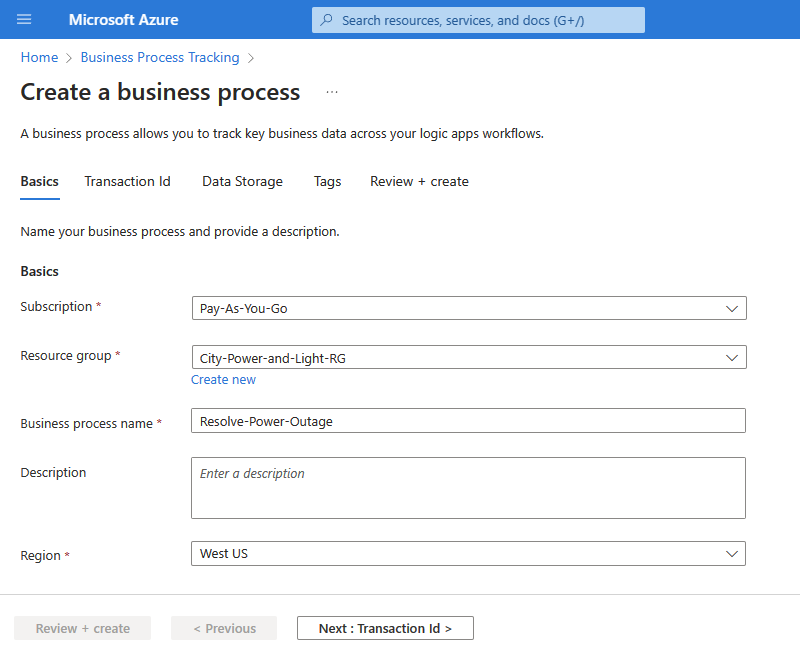 Microsoft Azure
Search resources, services, and docs (G+/)
Home > Business Process Tracking >
Create a business process ...
A business process allows you to track key business data across your logic apps workflows.
Basics Transaction Id Data Storage Tags Review + create
Name your business process and provide a description.
Basics
Subscription * Pay-As-You-Go
Resource group * City-Power-and-Light-RG
Create new
Business process name * Resolve-Power-Outage
Description Enter a description
Region * West US
Review + create < Previous Next : Transaction Id >